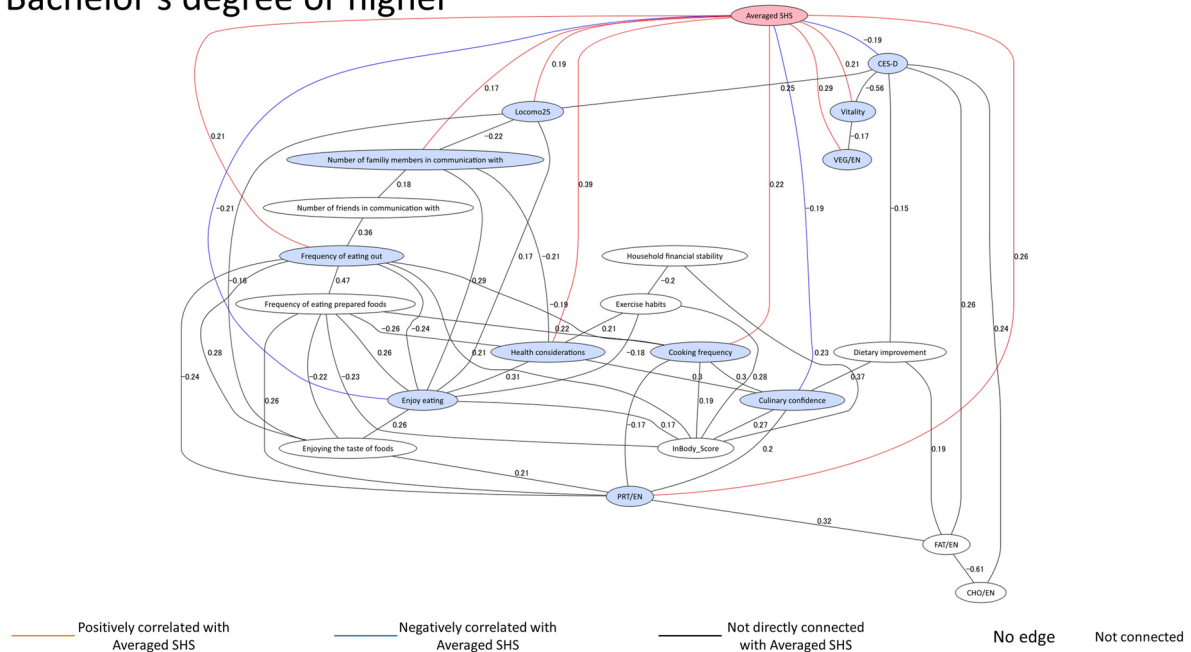 Bachelor's degree or higher
Averaged SHS
−0.19
CES-D
0.19
0.21
0.17
0.25
0.29
−0.56
Locomo25
Vitality
0.21
−0.22
−0.17
Number of familiy members in communication with
VEG/EN
0.18
0.39
0.22
Number of friends in communication with
−0.21
−0.19
−0.15
0.36
Frequency of eating out
0.17
−0.21
Household financial stability
0.26
−0.16
0.47
−0.29
−0.2
Frequency of eating prepared foods
−0.19
Exercise habits
0.26
−0.26
−0.24
0.22
0.21
0.24
0.28
0.26
0.21
Health considerations
−0.18
Cooking frequency
0.23
Dietary improvement
−0.24
−0.22
−0.23
0.31
0.3
0.3
0.28
0.37
0.26
Enjoy eating
0.19
Culinary confidence
0.26
−0.17
0.17
0.27
Enjoying the taste of foods
InBody_Score
0.2
0.19
0.21
PRT/EN
0.32
FAT/EN
−0.61
CHO/EN
Positively correlated with
Averaged SHS
Negatively correlated with
Averaged SHS
Not directly connected
with Averaged SHS
No edge
Not connected